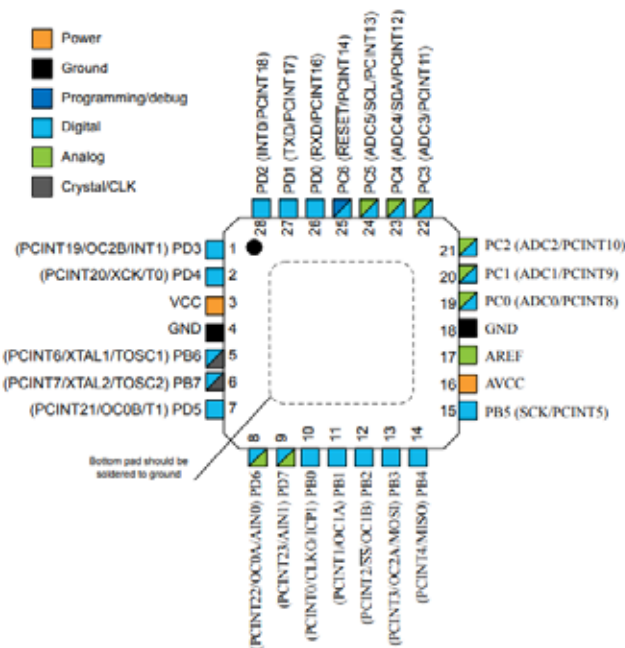 Power
Ground
Programming/debug
Digital
Analog
Crystal/CLK
PD2 (INT0/PCINT18)
PD1 (TXD/PCINT17)
PD0 (RXD/PCINT16)
PC6 (RESET/PCINT14)
PC5 (ADC5/SCL/PCINT13)
PC4 (ADC4/SDA/PCINT12)
PC3 (ADC3/PCINT11)
28
27
26
25
24
23
22
(PCINT19/OC2B/INT1) PD3
1
(PCINT20/XCK/T0) PD4
2
VCC
3
GND
4
(PCINT6/XTAL1/TOSC1) PB6
5
(PCINT7/XTAL2/TOSC2) PB7
6
(PCINT21/OC0B/T1) PD5
7
21
PC2 (ADC2/PCINT10)
20
PC1 (ADC1/PCINT9)
19
PC0 (ADC0/PCINT8)
18
GND
17
AREF
16
AVCC
15
PB5 (SCK/PCINT5)
Bottom pad should be
soldered to ground
8
9
10
11
12
13
14
(PCINT22/OC0A/AIN0) PD6
(PCINT23/AIN1) PD7
(PCINT0/CLKO/ICP1) PB0
(PCINT1/OC1A) PB1
(PCINT2/SS/OC1B) PB2
(PCINT3/OC2A/MOSI) PB3
(PCINT4/MISO) PB4